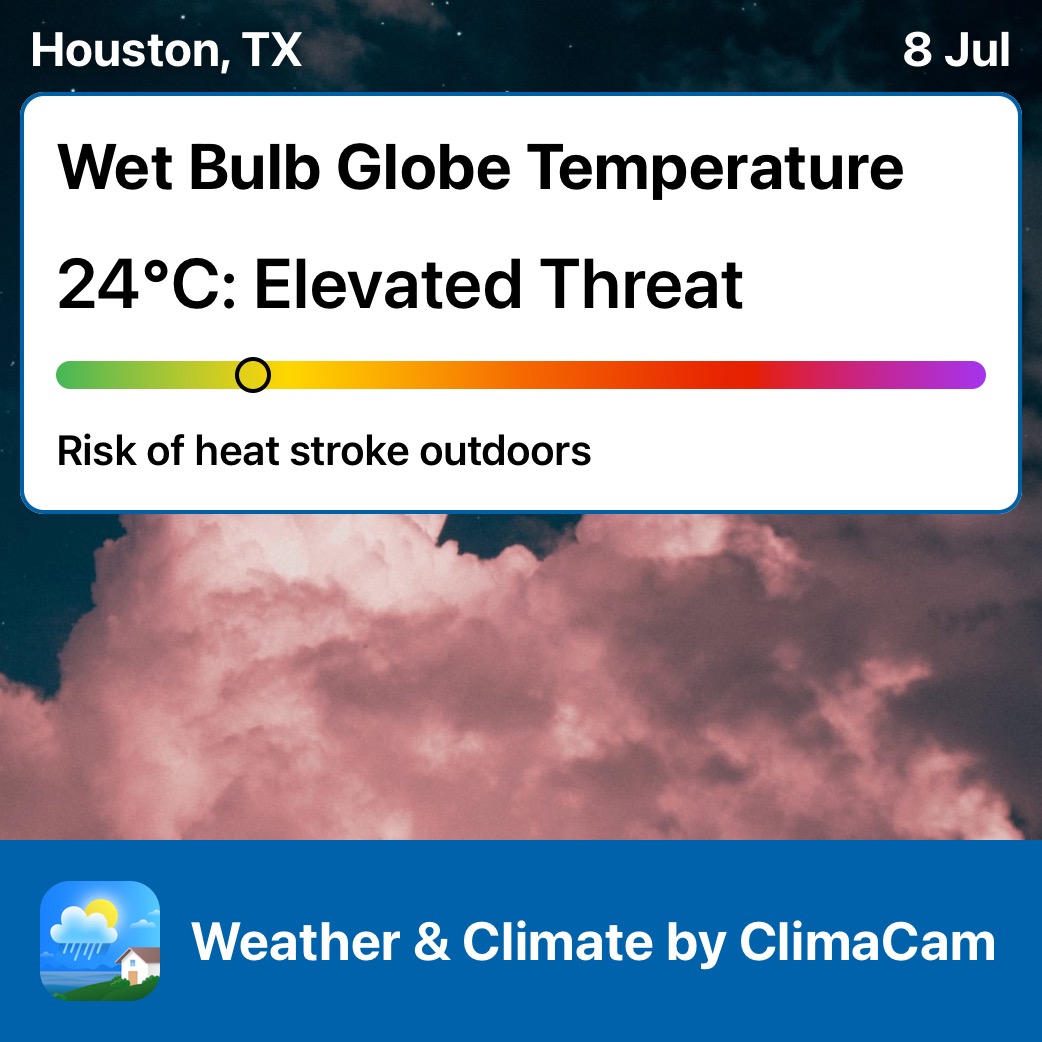 Houston, TX
8 Jul
Wet Bulb Globe Temperature
24°C: Elevated Threat
Risk of heat stroke outdoors
Weather & Climate by ClimaCam